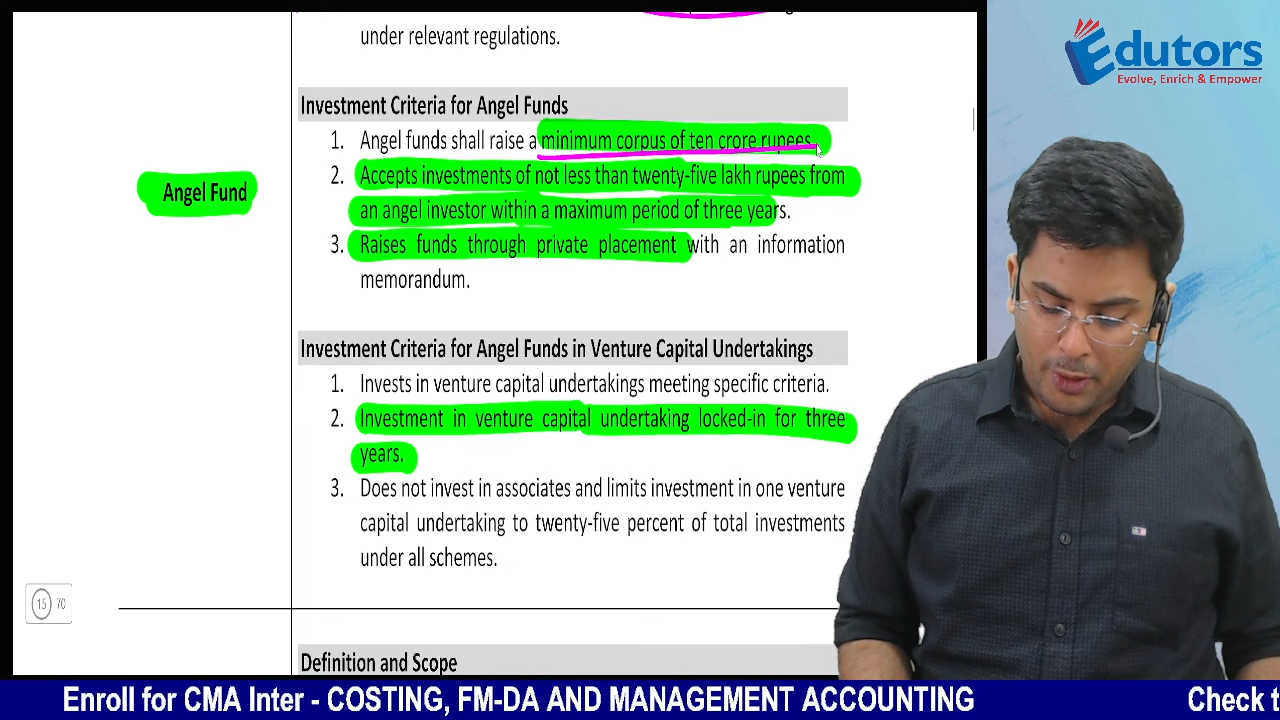 under relevant regulations.
Edutors
Evolve, Enrich & Empower
Investment Criteria for Angel Funds
1. Angel funds shall raise a minimum corpus of ten crore rupees.
Angel Fund
2. Accepts investments of not less than twenty-five lakh rupees from
an angel investor within a maximum period of three years.
3. Raises funds through private placement with an information
memorandum.
Investment Criteria for Angel Funds in Venture Capital Undertakings
1. Invests in venture capital undertakings meeting specific criteria.
2. Investment in venture capital undertaking locked-in for three
years.
3. Does not invest in associates and limits investment in one venture
capital undertaking to twenty-five percent of total investments
under all schemes.
15 70
Definition and Scope
Enroll for CMA Inter - COSTING, FM-DA AND MANAGEMENT ACCOUNTING
Check t